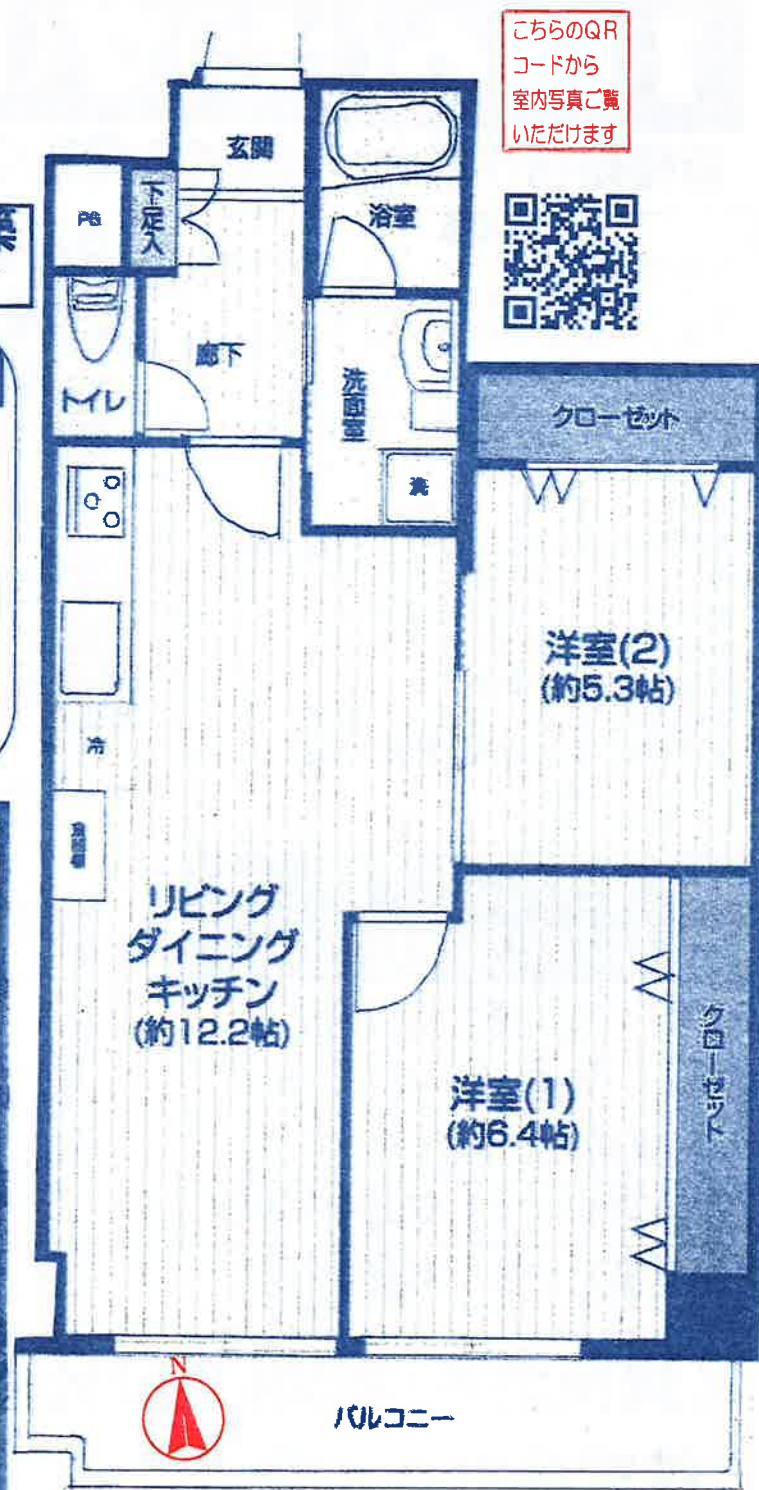 こちらのQR
コードから
室内写真ご覧
いただけます
玄関
PS
下足入
浴室
廊下
トイレ
洗面室
洗
クローゼット
洋室(2)
(約5.3帖)
冷
リビング
ダイニング
キッチン
(約12.2帖)
洋室(1)
(約6.4帖)
クローゼット
N
バルコニー